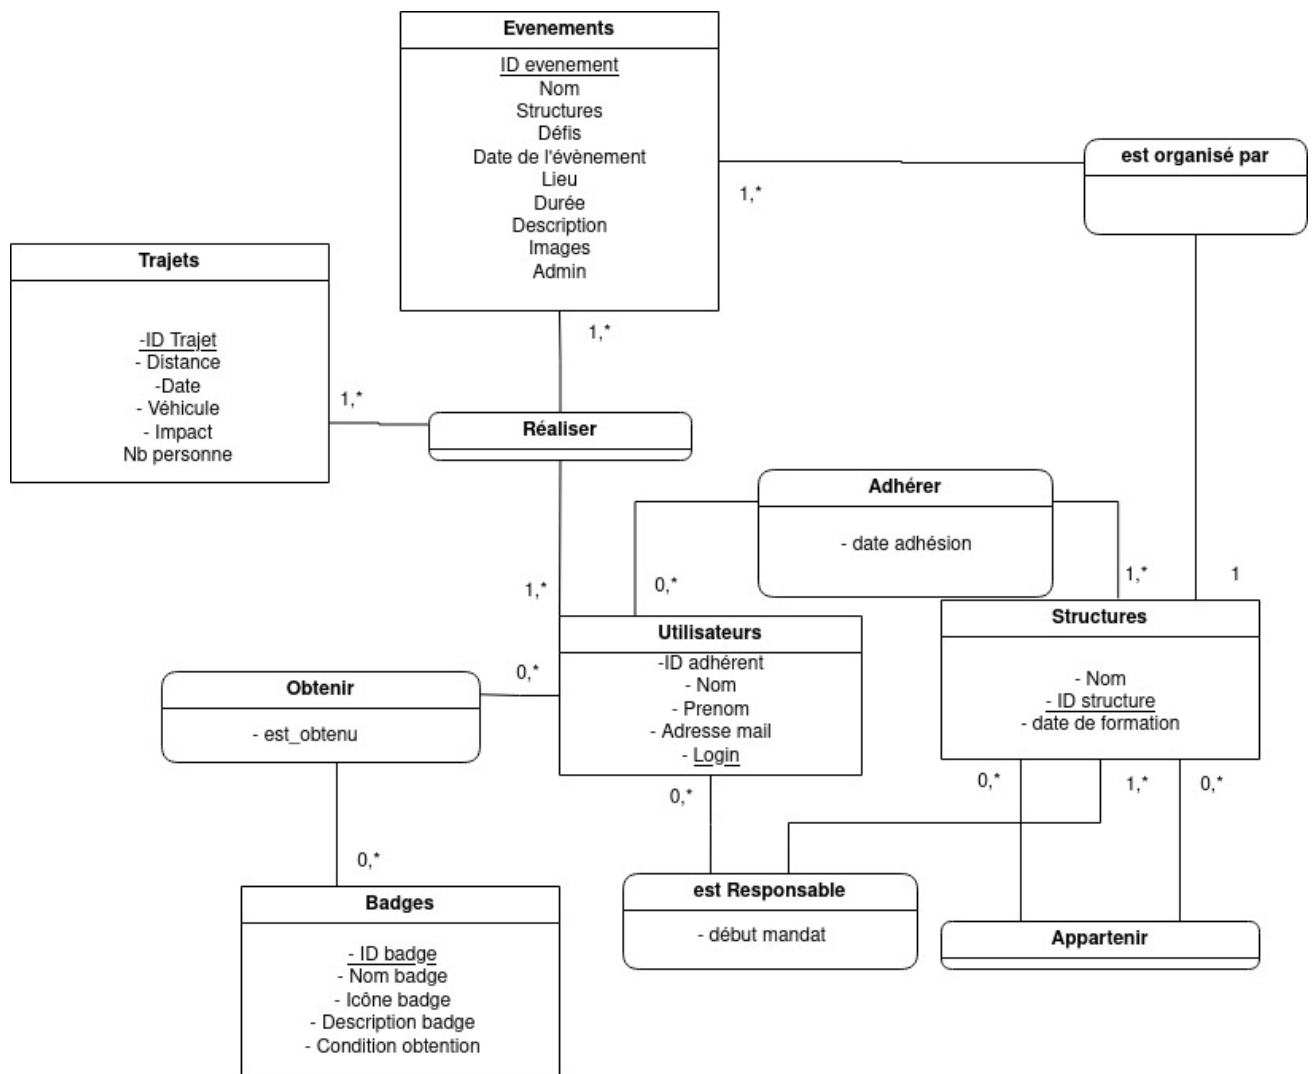 Evenements
ID evenement
Nom
Structures
Défis
Date de l'évènement
Lieu
Durée
Description
Images
Admin
1,*
est organisé par
1,*
Trajets
-ID Trajet
- Distance
-Date
- Véhicule
- Impact
Nb personne
1,*
Réaliser
1,*
Adhérer
- date adhésion
0,*
1,*
1
Utilisateurs
-ID adhérent
- Nom
- Prenom
- Adresse mail
- Login
Structures
- Nom
- ID structure
- date de formation
0,*
Obtenir
- est_obtenu
0,*
0,*
1,*
0,*
0,*
est Responsable
- début mandat
Appartenir
Badges
- ID badge
- Nom badge
- Icône badge
- Description badge
- Condition obtention